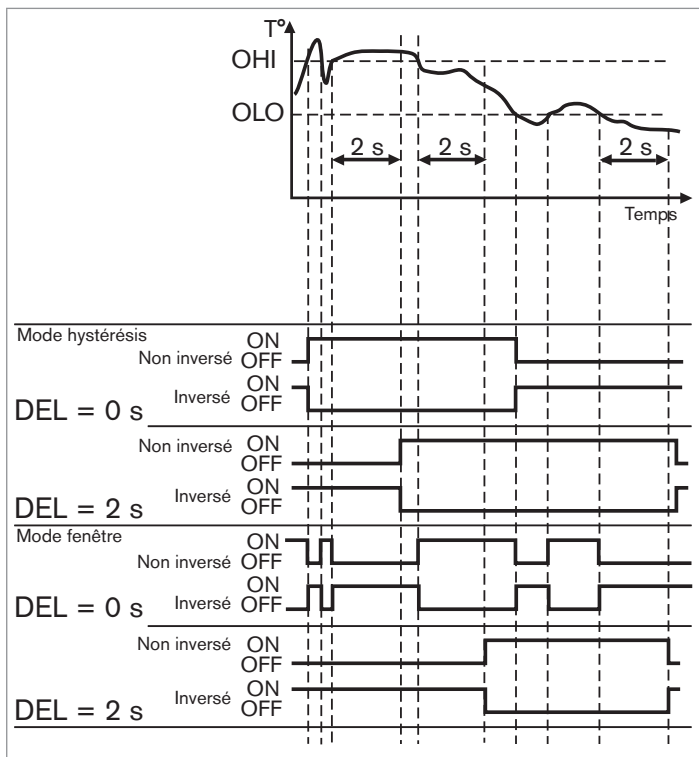 T°
OHI
OLO
2 s 2 s 2 s
Temps
Mode hystérésis
Non inversé ON
OFF
Inversé ON
OFF
DEL = 0 s
Non inversé ON
OFF
Inversé ON
OFF
DEL = 2 s
Mode fenêtre
Non inversé ON
OFF
Inversé ON
OFF
DEL = 0 s
Non inversé ON
OFF
Inversé ON
OFF
DEL = 2 s